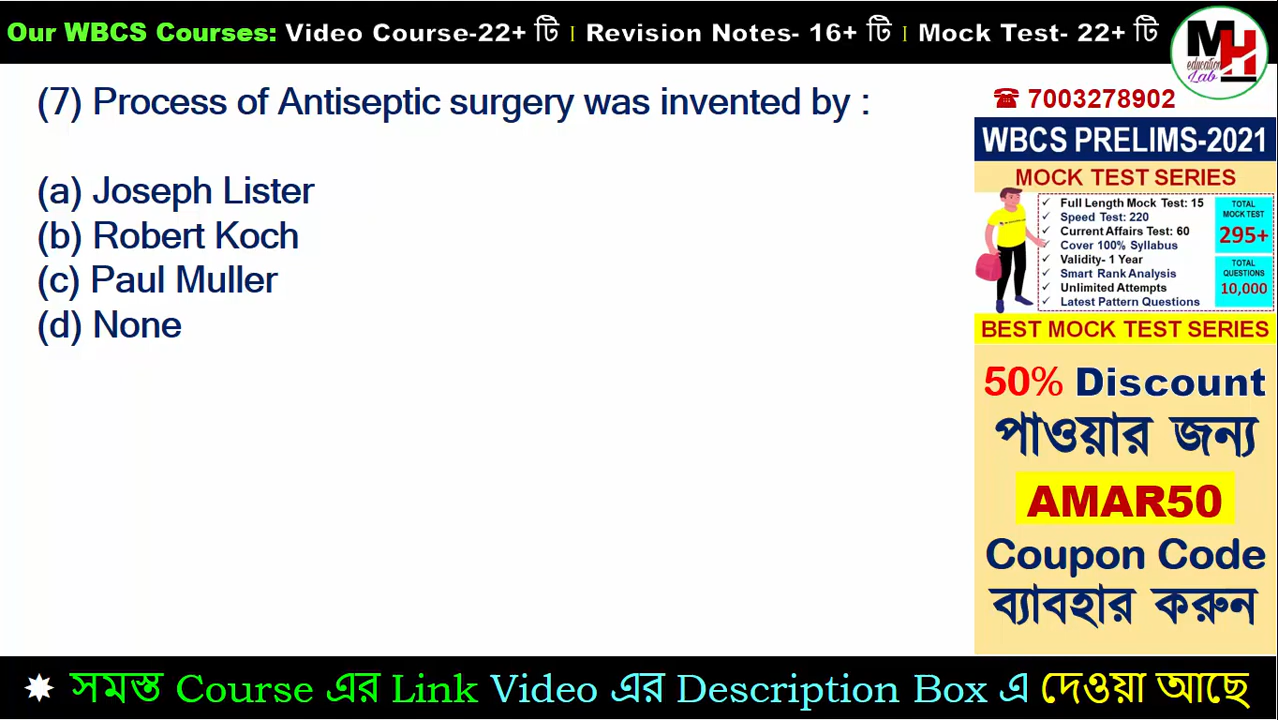 Our WBCS Courses: Video Course-22+ টি | Revision Notes- 16+ টি | Mock Test- 22+ টি
MH
education
Lab
(7) Process of Antiseptic surgery was invented by :
(a) Joseph Lister
(b) Robert Koch
(c) Paul Muller
(d) None
☎ 7003278902
WBCS PRELIMS-2021
MOCK TEST SERIES
✓ Full Length Mock Test: 15
✓ Speed Test: 220
✓ Current Affairs Test: 60
✓ Cover 100% Syllabus
✓ Validity- 1 Year
✓ Smart Rank Analysis
✓ Unlimited Attempts
✓ Latest Pattern Questions
TOTAL
MOCK TEST
295+
TOTAL
QUESTIONS
10,000
BEST MOCK TEST SERIES
50% Discount
পাওয়ার জন্য
AMAR50
Coupon Code
ব্যাবহার করুন
সমস্ত Course এর Link Video এর Description Box এ দেওয়া আছে